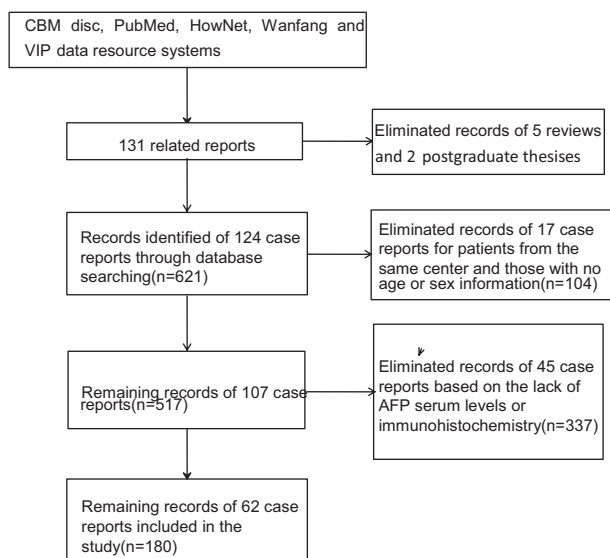 CBM disc, PubMed, HowNet, Wanfang and
VIP data resource systems
131 related reports
Eliminated records of 5 reviews
and 2 postgraduate thesises
Records identified of 124 case
reports through database
searching(n=621)
Eliminated records of 17 case
reports for patients from the
same center and those with no
age or sex information(n=104)
Remaining records of 107 case
reports(n=517)
Eliminated records of 45 case
reports based on the lack of
AFP serum levels or
immunohistochemistry(n=337)
Remaining records of 62 case
reports included in the
study(n=180)